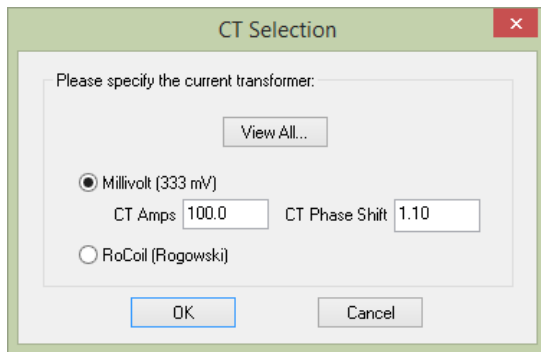 CT Selection
Please specify the current transformer:
View All...
Millivolt (333 mV)
CT Amps 100.0 CT Phase Shift 1.10
RoCoil (Rogowski)
OK Cancel